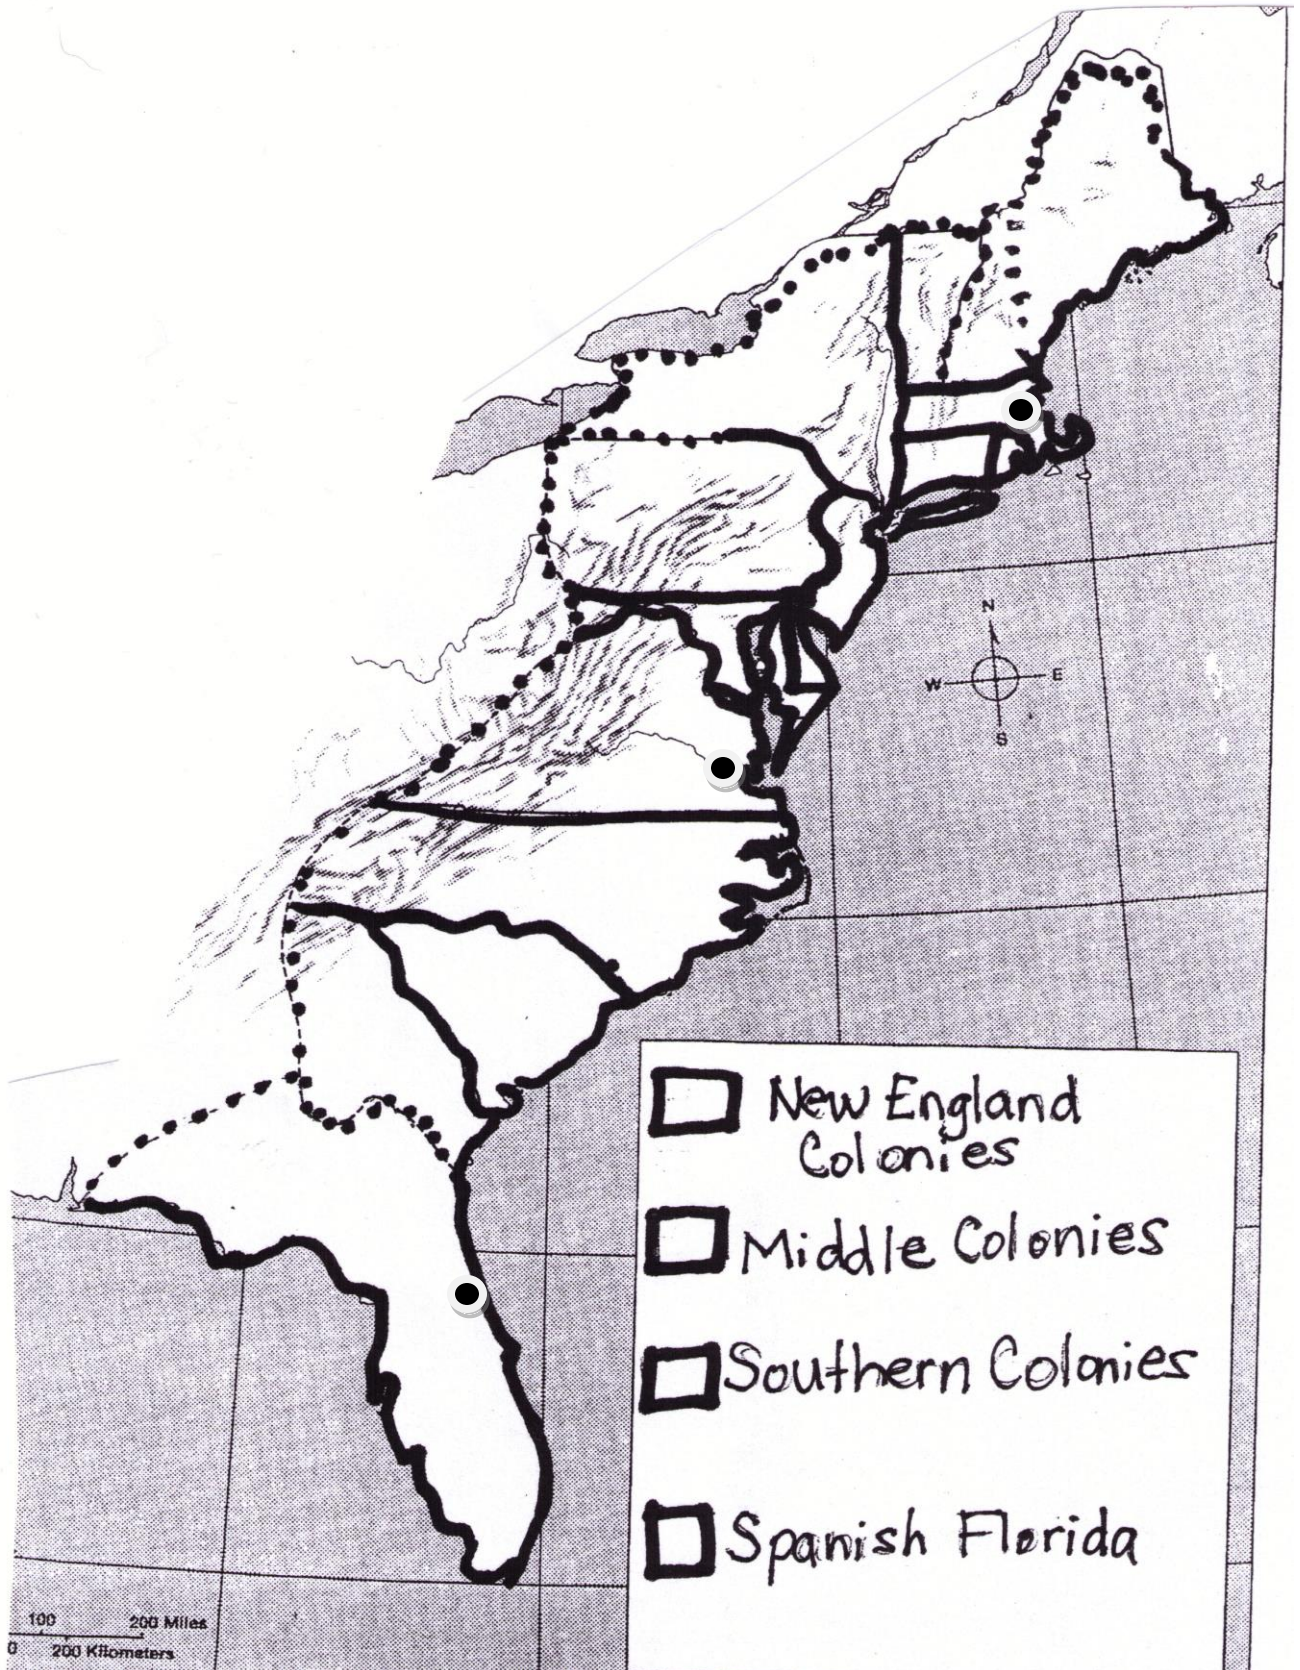 N
W E
S
New England
Colonies
Middle Colonies
Southern Colonies
Spanish Florida
100 200 Miles
0 200 Kilometers